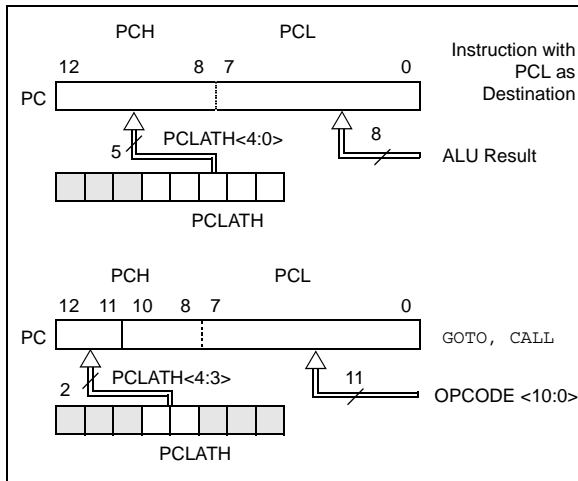 PCH PCL
12 8 7 0
Instruction with
PCL as
Destination
PC
5 PCLATH<4:0> 8
ALU Result
PCLATH
PCH PCL
12 11 10 8 7 0
PC GOTO, CALL
2 PCLATH<4:3> 11
OPCODE <10:0>
PCLATH